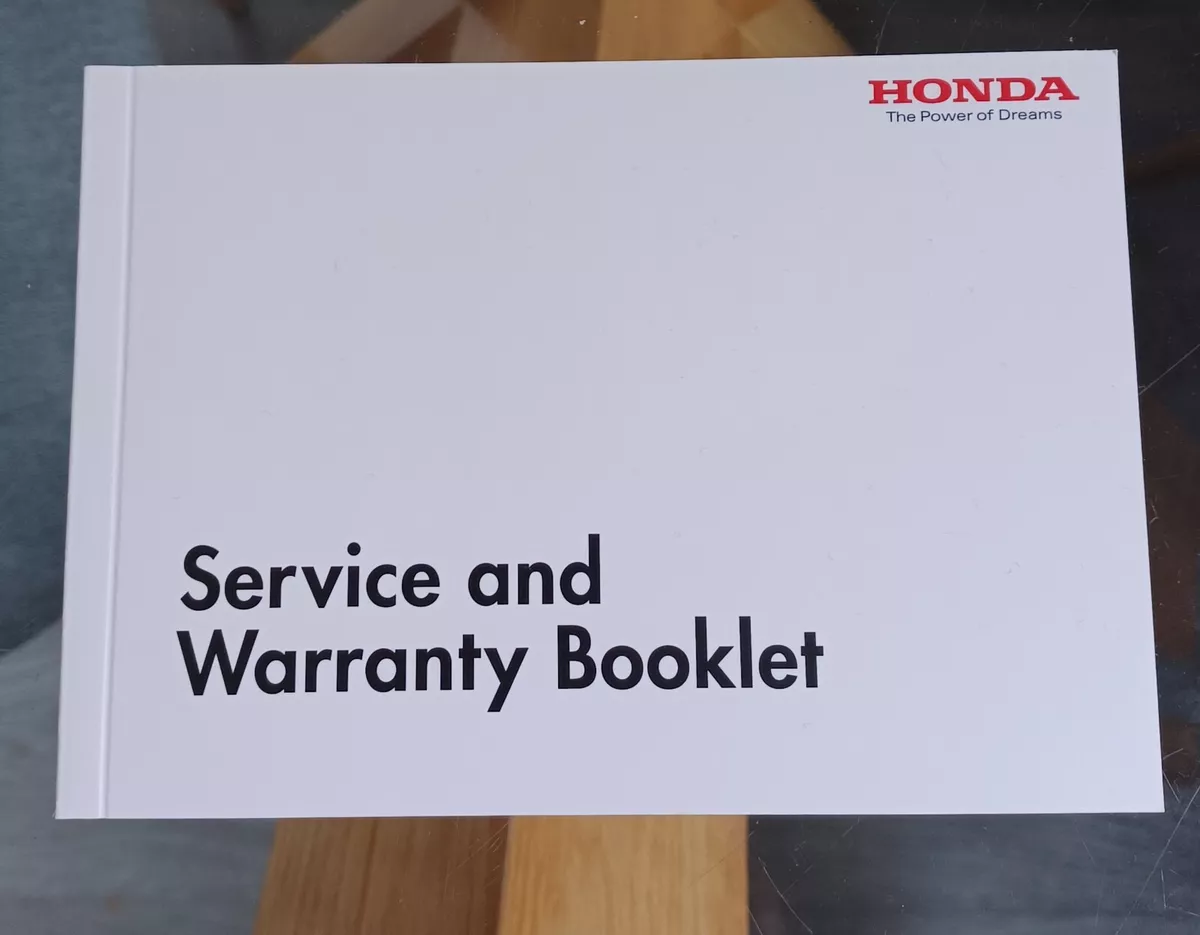 HONDA
The Power of Dreams
Service and
Warranty Booklet